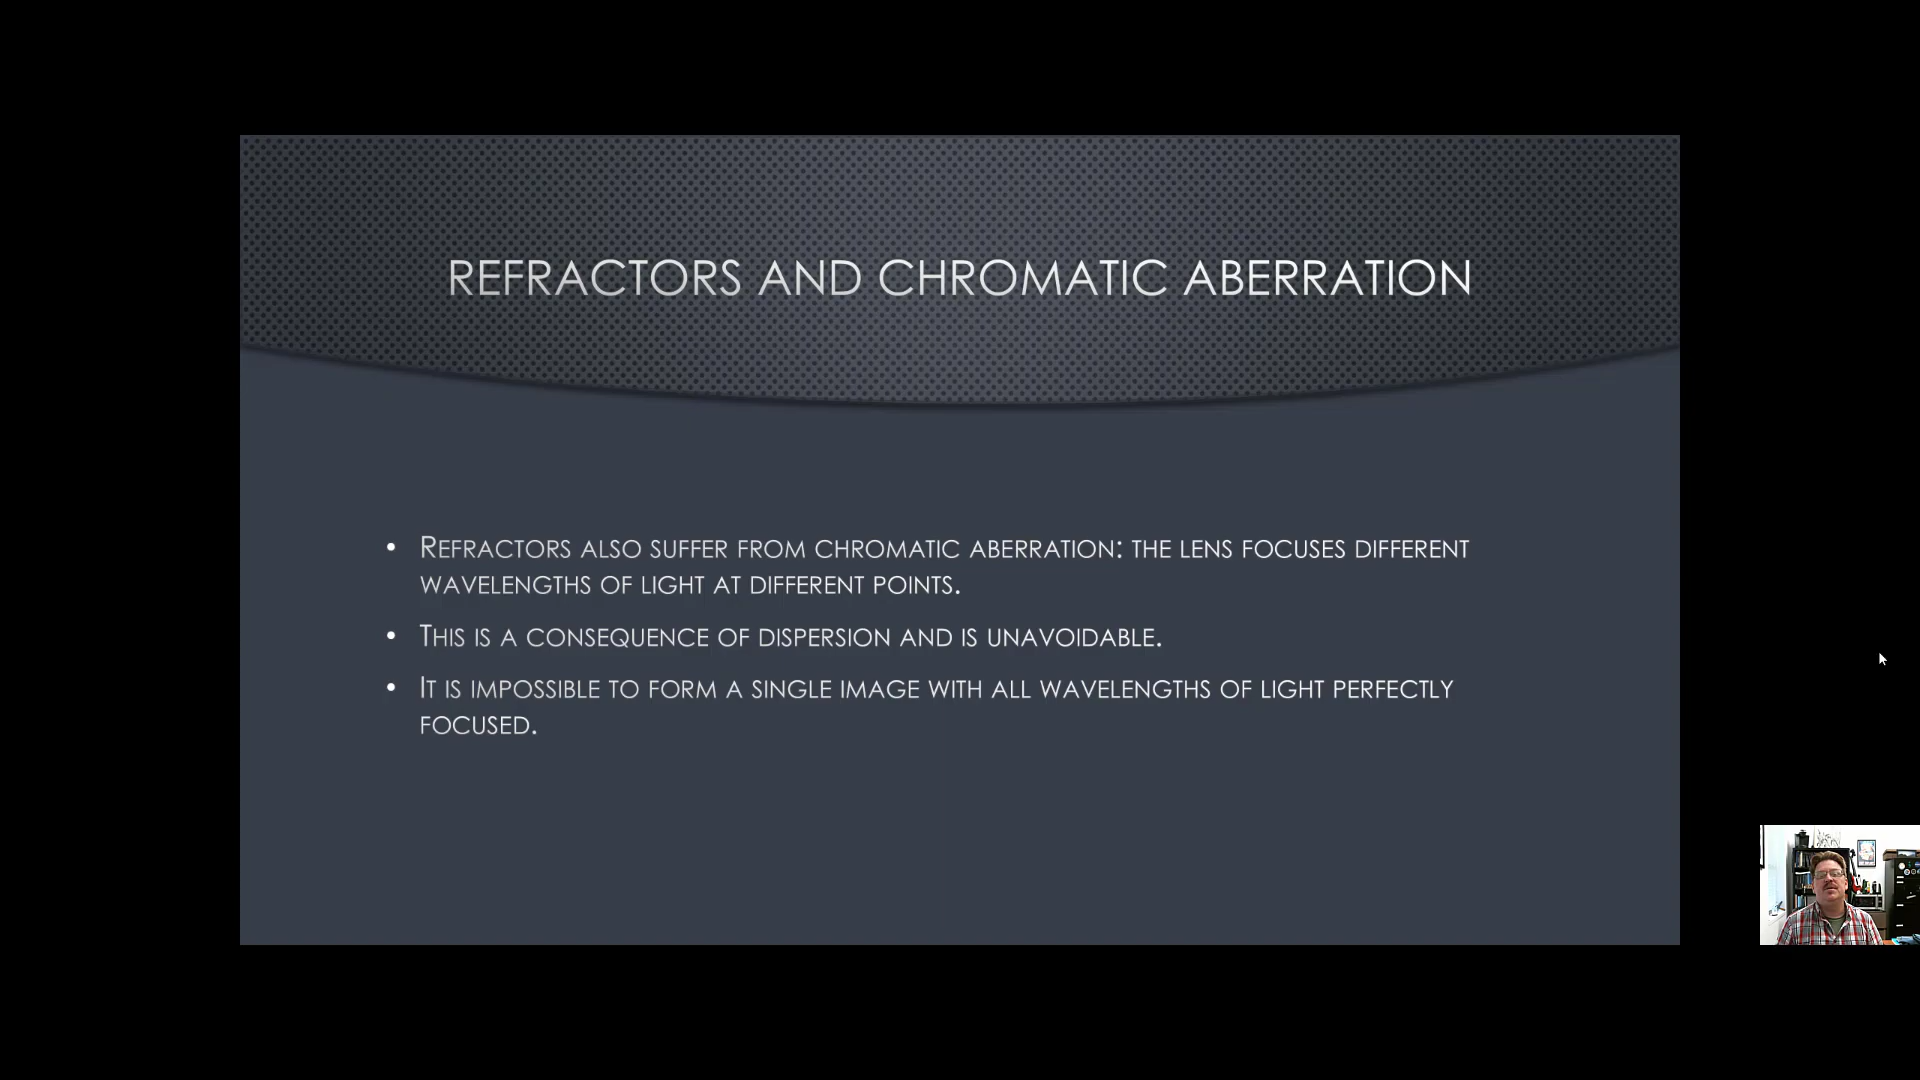 REFRACTORS AND CHROMATIC ABERRATION
• REFRACTORS ALSO SUFFER FROM CHROMATIC ABERRATION: THE LENS FOCUSES DIFFERENT
WAVELENGTHS OF LIGHT AT DIFFERENT POINTS.
• THIS IS A CONSEQUENCE OF DISPERSION AND IS UNAVOIDABLE.
• IT IS IMPOSSIBLE TO FORM A SINGLE IMAGE WITH ALL WAVELENGTHS OF LIGHT PERFECTLY
FOCUSED.